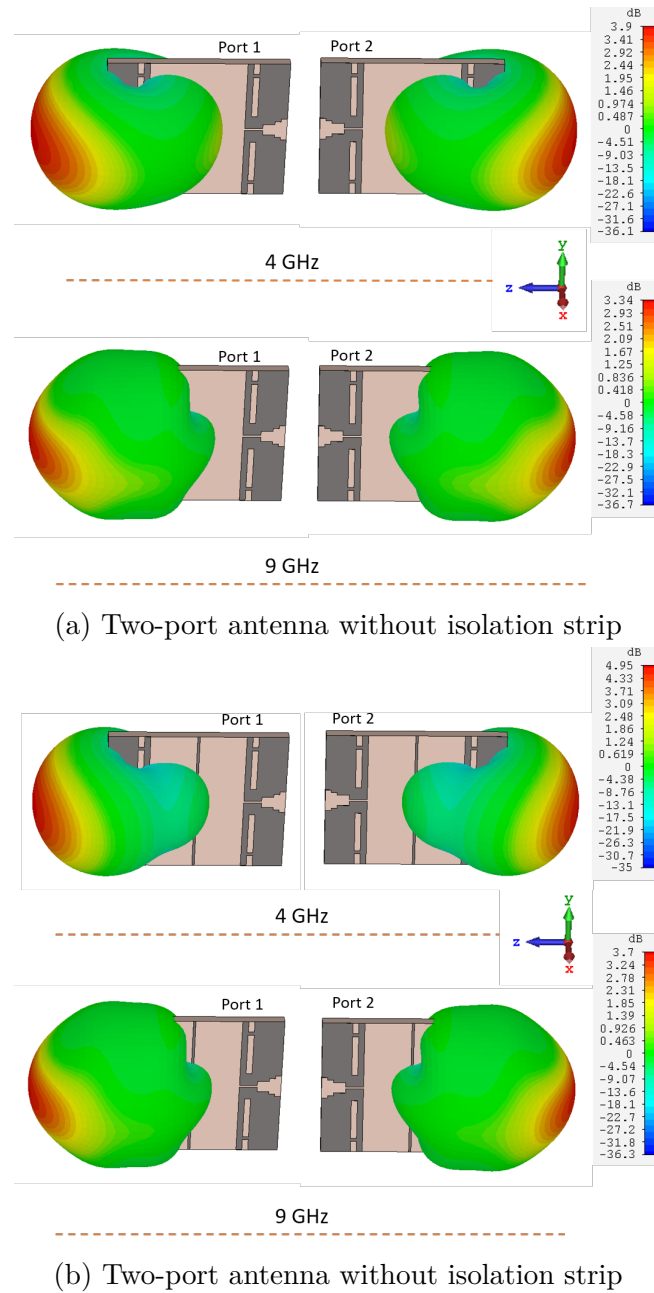 dB
Port 1
Port 2
3.9
3.41
2.92
2.44
1.95
1.46
0.974
0.487
0
-4.51
-9.03
-13.5
-18.1
-22.6
-27.1
-31.6
-36.1
4 GHz
y
z
x
dB
Port 1
Port 2
3.34
2.93
2.51
2.09
1.67
1.25
0.836
0.418
0
-4.58
-9.16
-13.7
-18.3
-22.9
-27.5
-32.1
-36.7
9 GHz
(a) Two-port antenna without isolation strip
dB
Port 1
Port 2
4.95
4.33
3.71
3.09
2.48
1.86
1.24
0.619
0
-4.38
-8.76
-13.1
-17.5
-21.9
-26.3
-30.7
-35
4 GHz
y
z
x
dB
Port 1
Port 2
3.7
3.24
2.78
2.31
1.85
1.39
0.926
0.463
0
-4.54
-9.07
-13.6
-18.1
-22.7
-27.2
-31.8
-36.3
9 GHz
(b) Two-port antenna without isolation strip